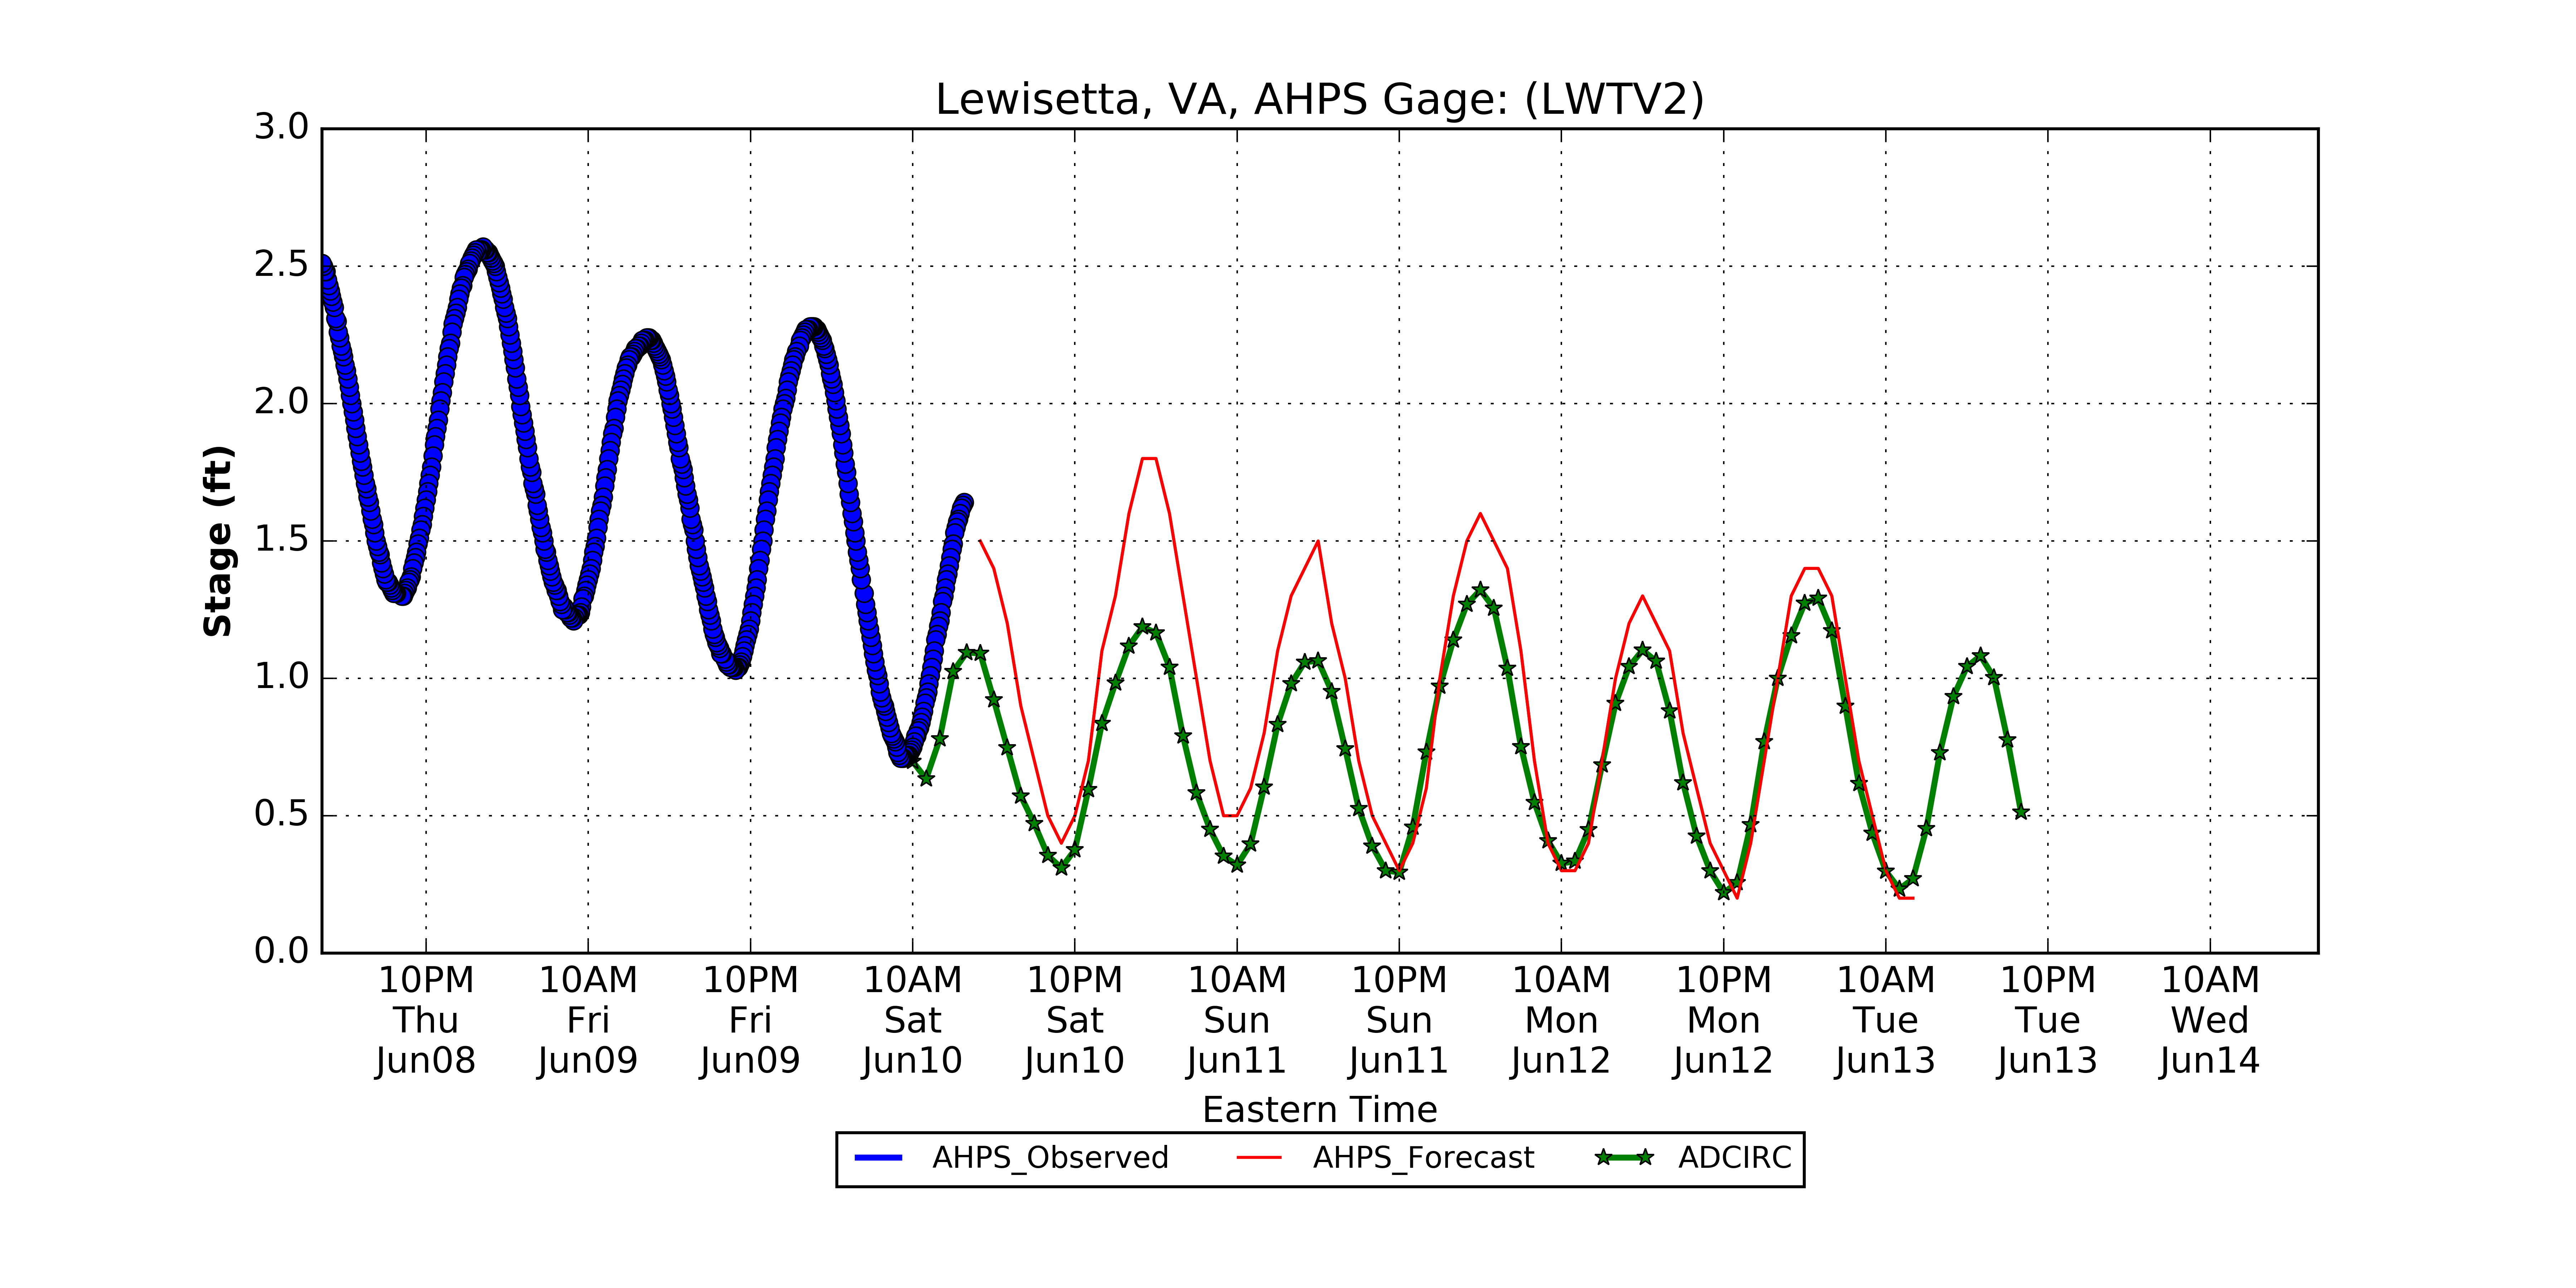 Lewisetta, VA, AHPS Gage: (LWTV2)
3.0
2.5
2.0
1.5
1.0
0.5
0.0
Stage (ft)
10PM 10AM 10PM 10AM 10PM 10AM 10PM 10AM 10PM 10AM 10PM 10AM
Thu Fri Fri Sat Sat Sun Sun Mon Mon Tue Tue Wed
Jun08 Jun09 Jun09 Jun10 Jun10 Jun11 Jun11 Jun12 Jun12 Jun13 Jun13 Jun14
Eastern Time
AHPS_Observed AHPS_Forecast ADCIRC